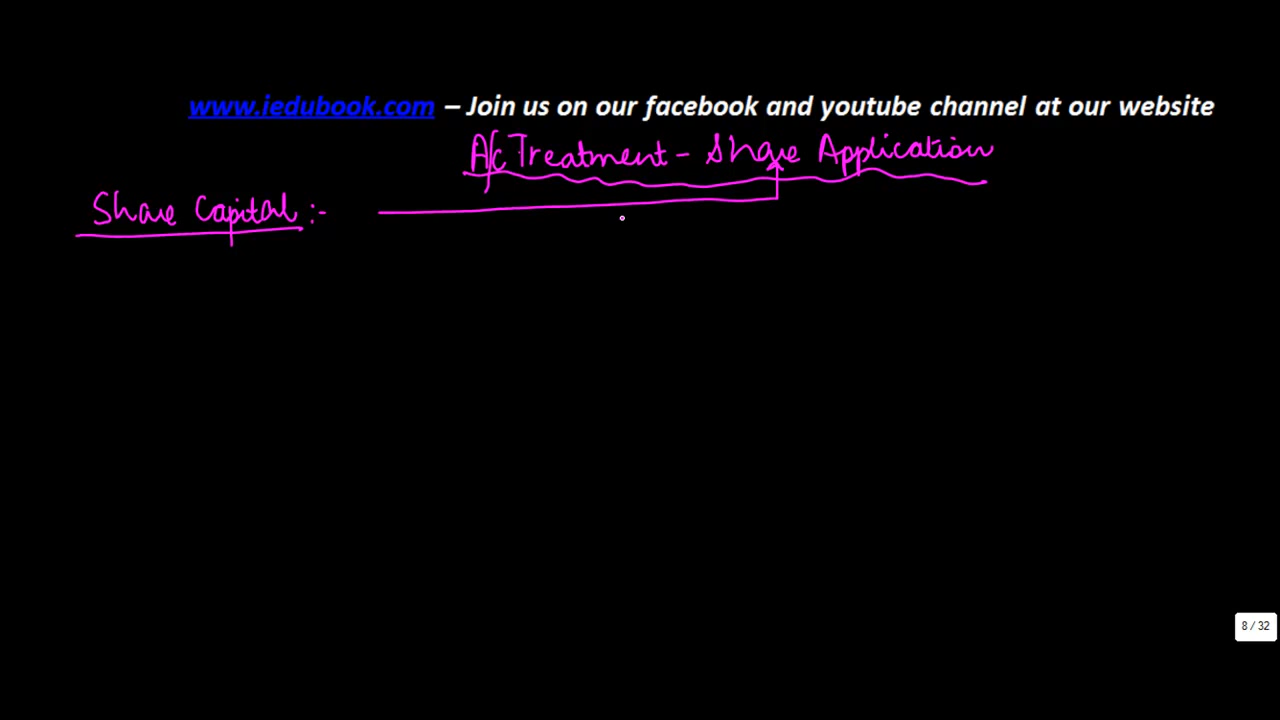 www.iedubook.com – Join us on our facebook and youtube channel at our website
A/c Treatment - Share Application
Share Capital :-
8 / 32